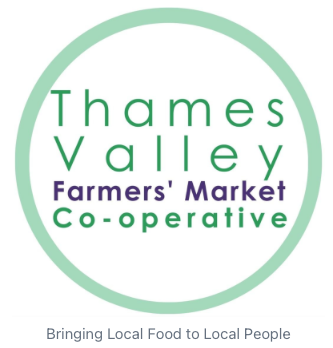 Thames
Valley
Farmers' Market
Co-operative
Bringing Local Food to Local People